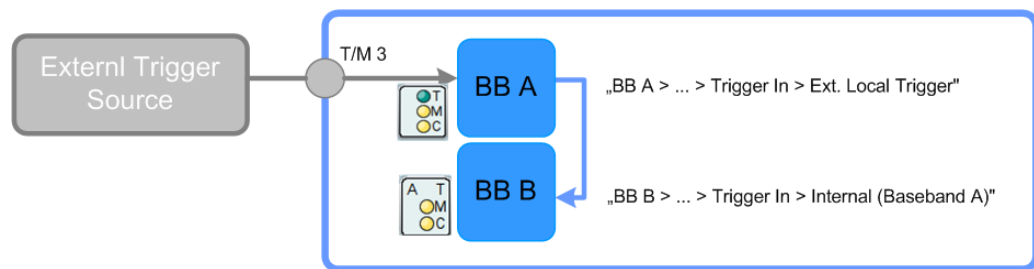 Externl Trigger
Source
T/M 3
BB A
T
M
C
„BB A > ... > Trigger In > Ext. Local Trigger"
BB B
A T
M
C
„BB B > ... > Trigger In > Internal (Baseband A)"